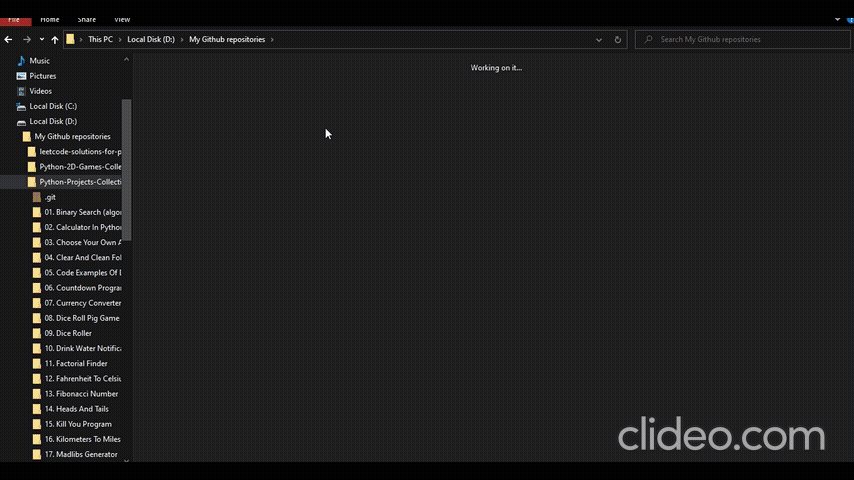 File Home Share View
This PC > Local Disk (D:) > My Github repositories >
Search My Github repositories
Working on it...
Music
Pictures
Videos
Local Disk (C:)
Local Disk (D:)
My Github repositories
leetcode-solutions-for-p
Python-2D-Games-Colle
Python-Projects-Collecti
.git
01. Binary Search (algor
02. Calculator In Python
03. Choose Your Own A
04. Clear And Clean Fol
05. Code Examples Of D
06. Countdown Progra
07. Currency Converter
08. Dice Roll Pig Game
09. Dice Roller
10. Drink Water Notifica
11. Factorial Finder
12. Fahrenheit To Celsiu
13. Fibonacci Number
14. Heads And Tails
15. Kill You Program
16. Kilometers To Miles
17. Madlibs Generator
clideo.com